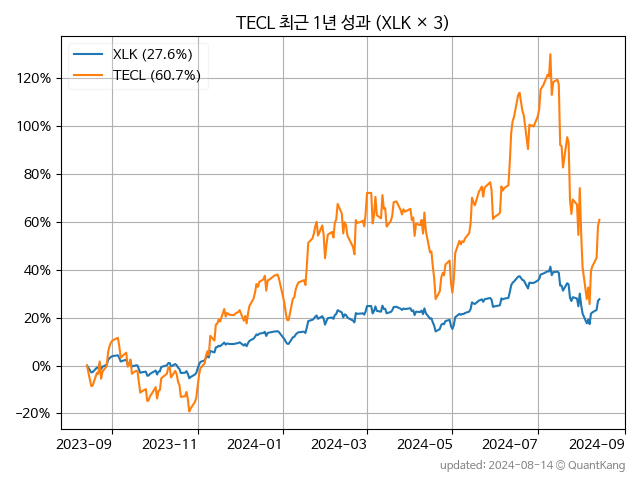 TECL 최근 1년 성과 (XLK × 3)
XLK (27.6%)
TECL (60.7%)
120%
100%
80%
60%
40%
20%
0%
−20%
2023-09 2023-11 2024-01 2024-03 2024-05 2024-07 2024-09
updated: 2024-08-14 © QuantKang